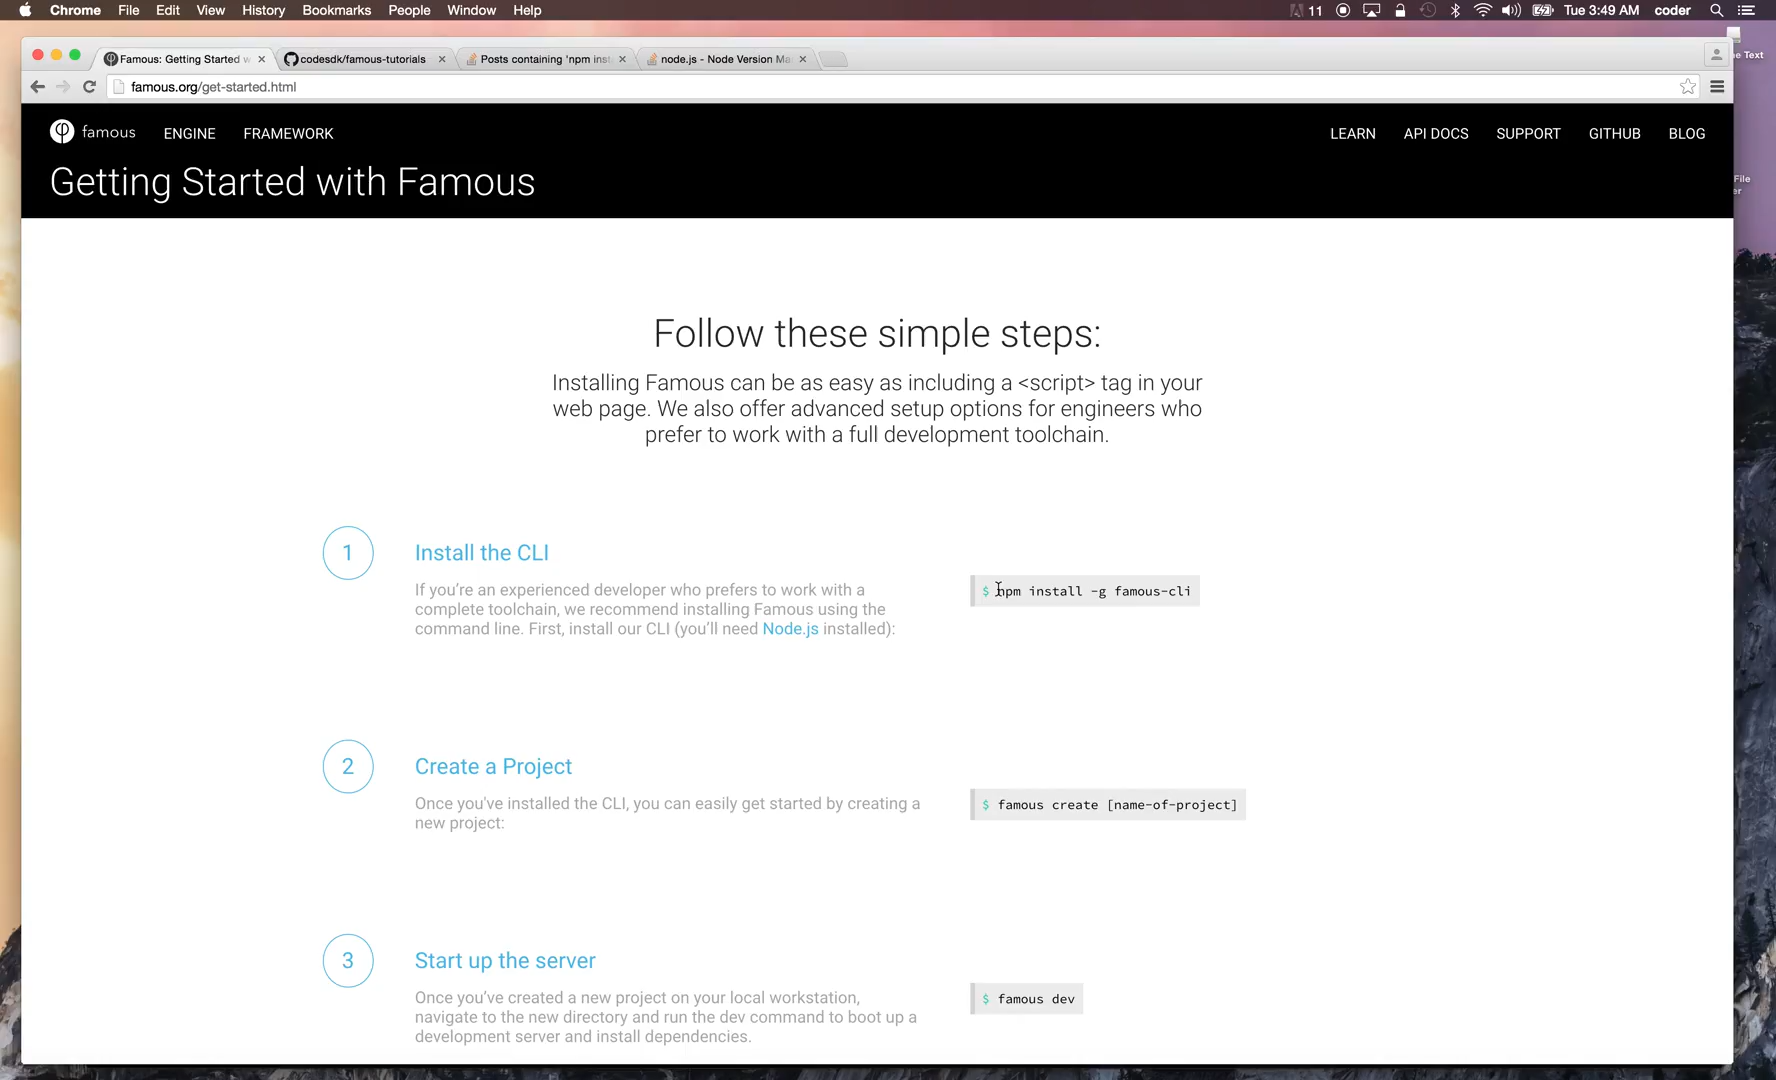 Chrome File Edit View History Bookmarks People Window Help
11 Tue 3:49 AM coder
Famous: Getting Started w
codesdk/famous-tutorials
Posts containing 'npm inst
node.js - Node Version Ma
e Text
famous.org/get-started.html
famous ENGINE FRAMEWORK
LEARN API DOCS SUPPORT GITHUB BLOG
Getting Started with Famous
File
er
Follow these simple steps:
Installing Famous can be as easy as including a <script> tag in your
web page. We also offer advanced setup options for engineers who
prefer to work with a full development toolchain.
1
Install the CLI
If you're an experienced developer who prefers to work with a
complete toolchain, we recommend installing Famous using the
command line. First, install our CLI (you'll need Node.js installed):
$ npm install -g famous-cli
2
Create a Project
Once you've installed the CLI, you can easily get started by creating a
new project:
$ famous create [name-of-project]
3
Start up the server
Once you've created a new project on your local workstation,
navigate to the new directory and run the dev command to boot up a
development server and install dependencies.
$ famous dev